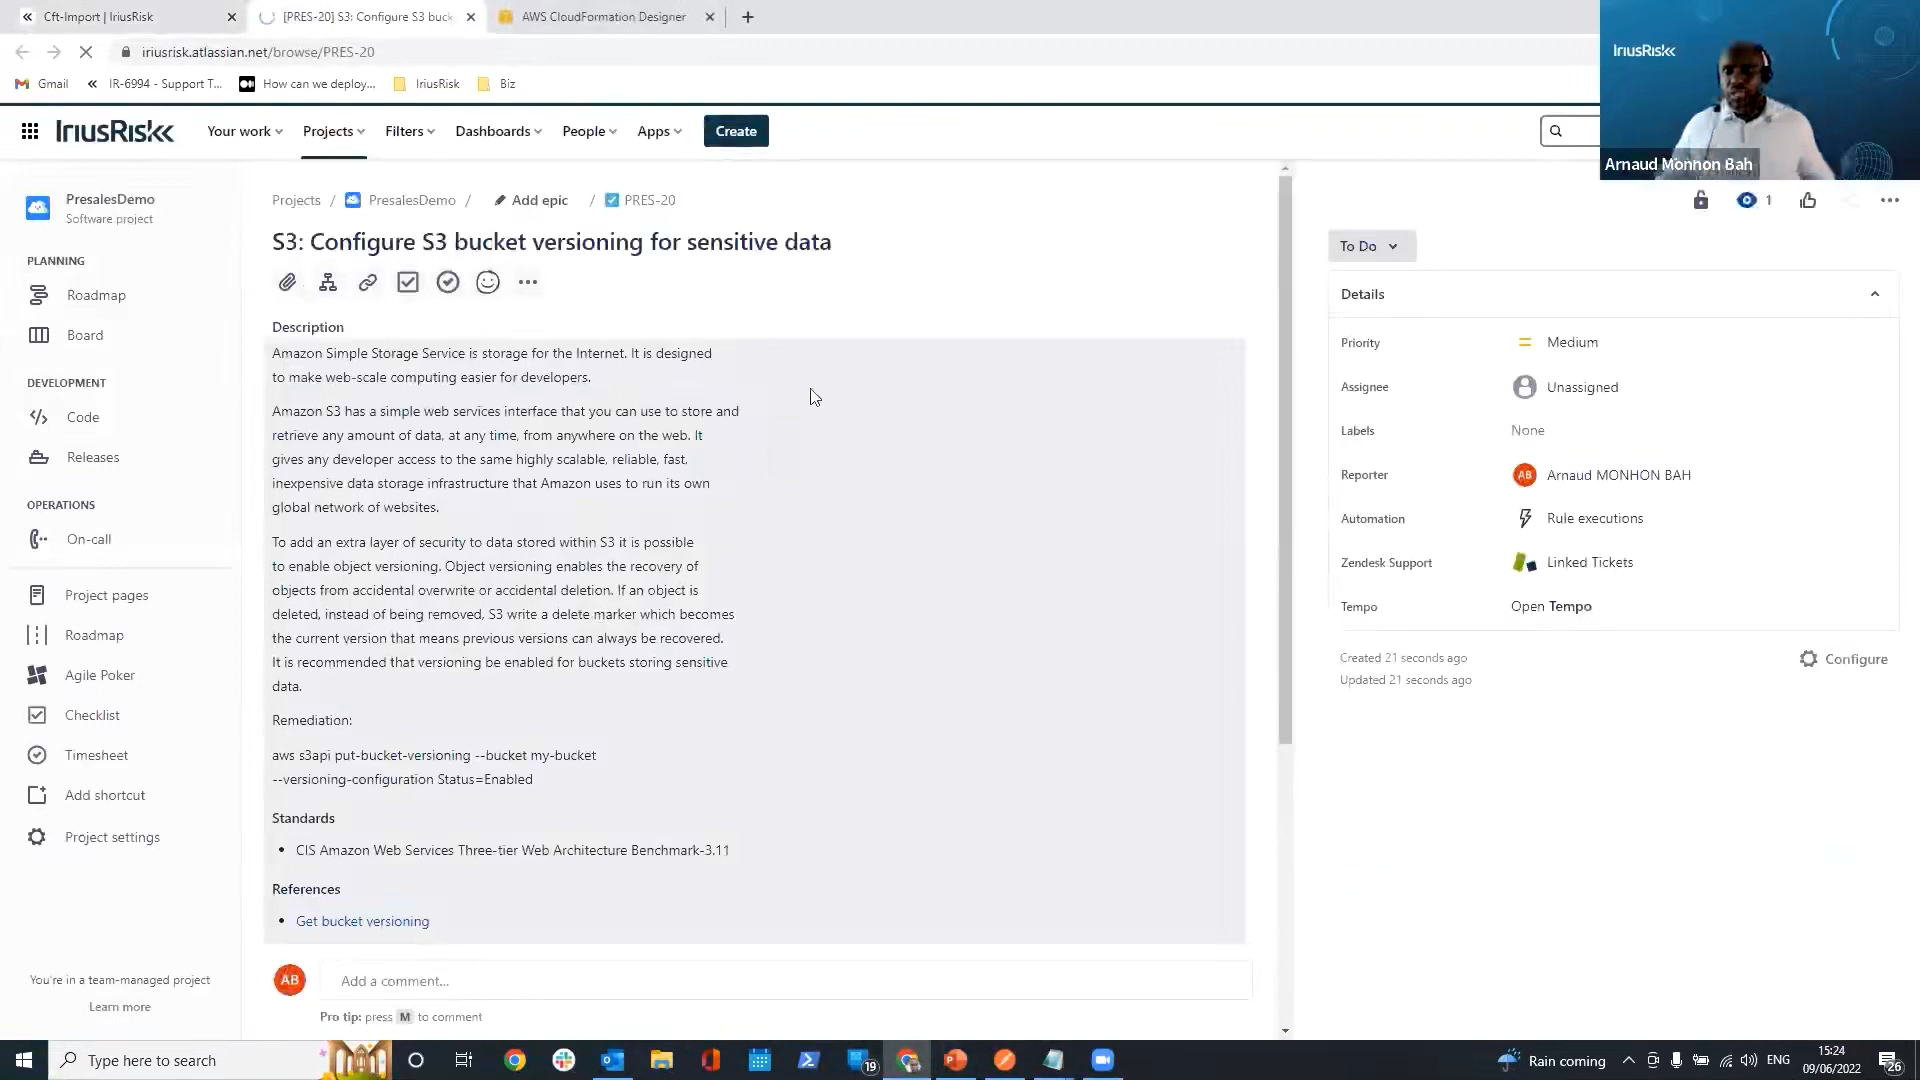 Cft-Import | IriusRisk
[PRES-20] S3: Configure S3 buck
AWS CloudFormation Designer
iriusrisk.atlassian.net/browse/PRES-20
Gmail
IR-6994 - Support T...
How can we deploy...
IriusRisk
Biz
IriusRisk
Your work
Projects
Filters
Dashboards
People
Apps
Create
IriusRisk
Arnaud Monhon Bah
PresalesDemo
Software project
PLANNING
Roadmap
Board
DEVELOPMENT
Code
Releases
OPERATIONS
On-call
Project pages
Roadmap
Agile Poker
Checklist
Timesheet
Add shortcut
Project settings
You're in a team-managed project
Learn more
Projects / PresalesDemo / Add epic / PRES-20
S3: Configure S3 bucket versioning for sensitive data
Description
Amazon Simple Storage Service is storage for the Internet. It is designed
to make web-scale computing easier for developers.
Amazon S3 has a simple web services interface that you can use to store and
retrieve any amount of data, at any time, from anywhere on the web. It
gives any developer access to the same highly scalable, reliable, fast,
inexpensive data storage infrastructure that Amazon uses to run its own
global network of websites.
To add an extra layer of security to data stored within S3 it is possible
to enable object versioning. Object versioning enables the recovery of
objects from accidental overwrite or accidental deletion. If an object is
deleted, instead of being removed, S3 write a delete marker which becomes
the current version that means previous versions can always be recovered.
It is recommended that versioning be enabled for buckets storing sensitive
data.
Remediation:
aws s3api put-bucket-versioning --bucket my-bucket
--versioning-configuration Status=Enabled
Standards
• CIS Amazon Web Services Three-tier Web Architecture Benchmark-3.11
References
• Get bucket versioning
AB
Add a comment...
Pro tip: press M to comment
1
To Do
Details
Priority
Medium
Assignee
Unassigned
Labels
None
Reporter
AB Arnaud MONHON BAH
Automation
Rule executions
Zendesk Support
Linked Tickets
Tempo
Open Tempo
Created 21 seconds ago
Updated 21 seconds ago
Configure
Type here to search
19
Rain coming
ENG
15:24
09/06/2022
26